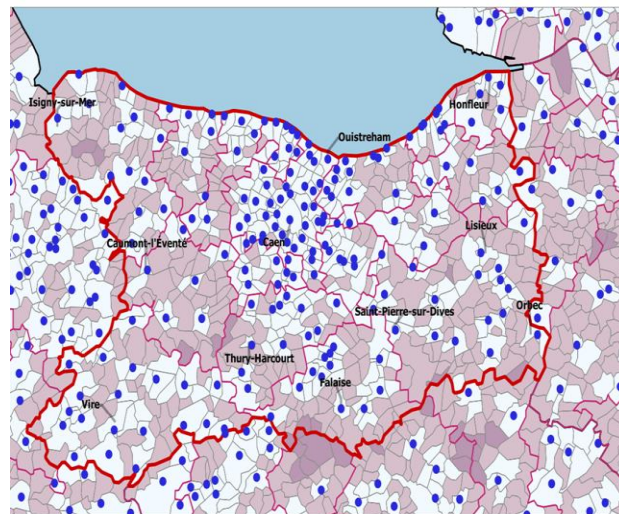 Isigny-sur-Mer
Honfleur
Ouistreham
Lisieux
Caen
Caumont-l'Éventé
Saint-Pierre-sur-Dives
Orbec
Thury-Harcourt
Falaise
Vire